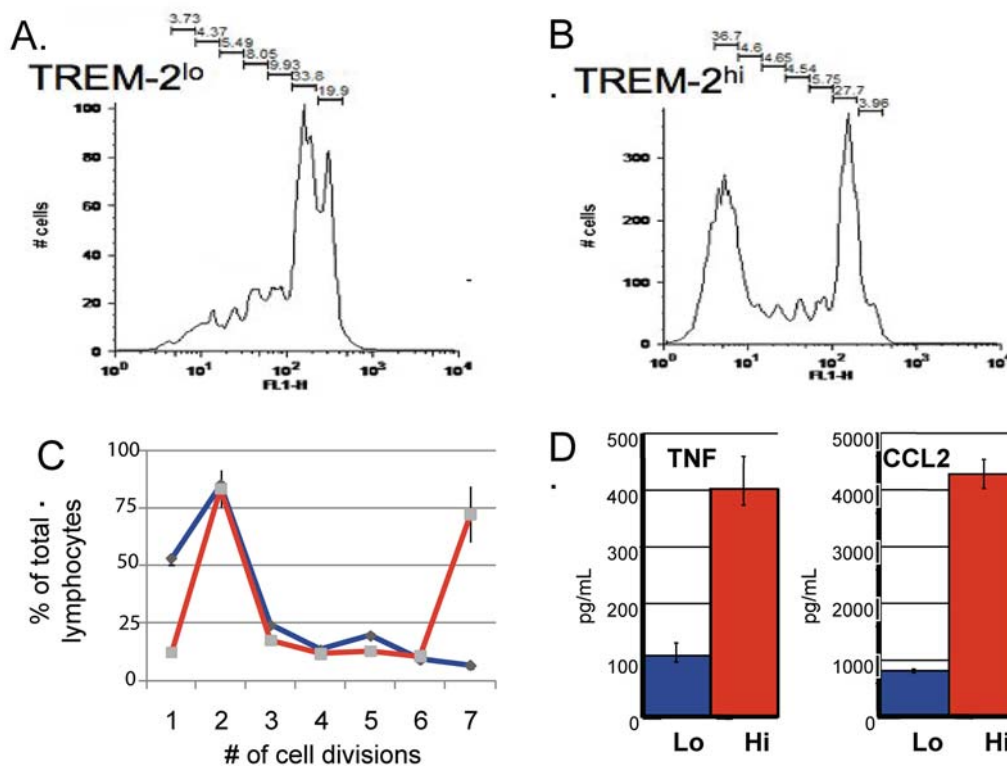 A.
3.73
4.37
5.49
8.05
9.93
33.8
19.9
TREM-2lo
100
80
60
40
20
0
# cells
10⁰ 10¹ 10² 10³ 10⁴
FL1-H
B
36.7
4.6
4.65
4.54
5.75
27.7
3.96
TREM-2hi
300
200
100
0
# cells
10⁰ 10¹ 10² 10³ 10⁴
FL1-H
C
% of total
lymphocytes
100
75
50
25
0
1 2 3 4 5 6 7
# of cell divisions
D
TNF
pg/mL
500
400
300
200
100
0
Lo Hi
CCL2
pg/mL
5000
4000
3000
2000
1000
0
Lo Hi